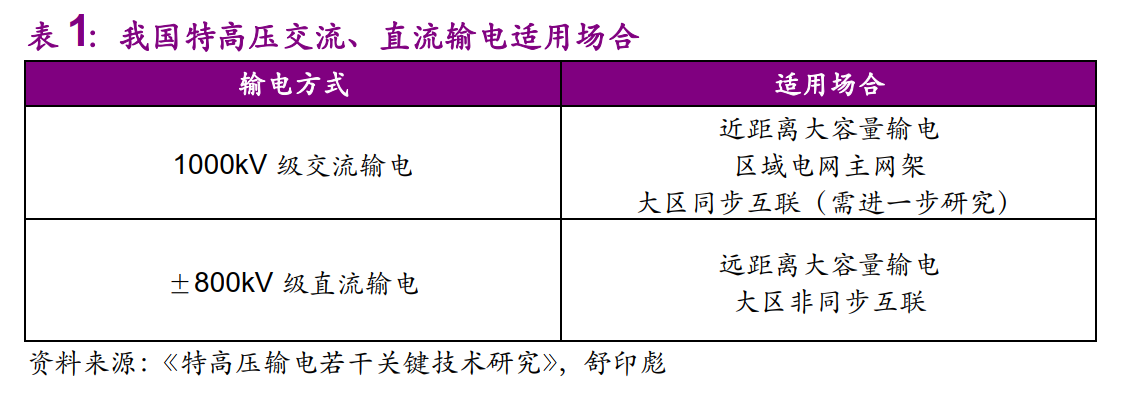 表 1：我国特高压交流、直流输电适用场合
输电方式
适用场合
1000kV 级交流输电
近距离大容量输电
区域电网主网架
大区同步互联（需进一步研究）
±800kV 级直流输电
远距离大容量输电
大区非同步互联
资料来源：《特高压输电若干关键技术研究》，舒印彪